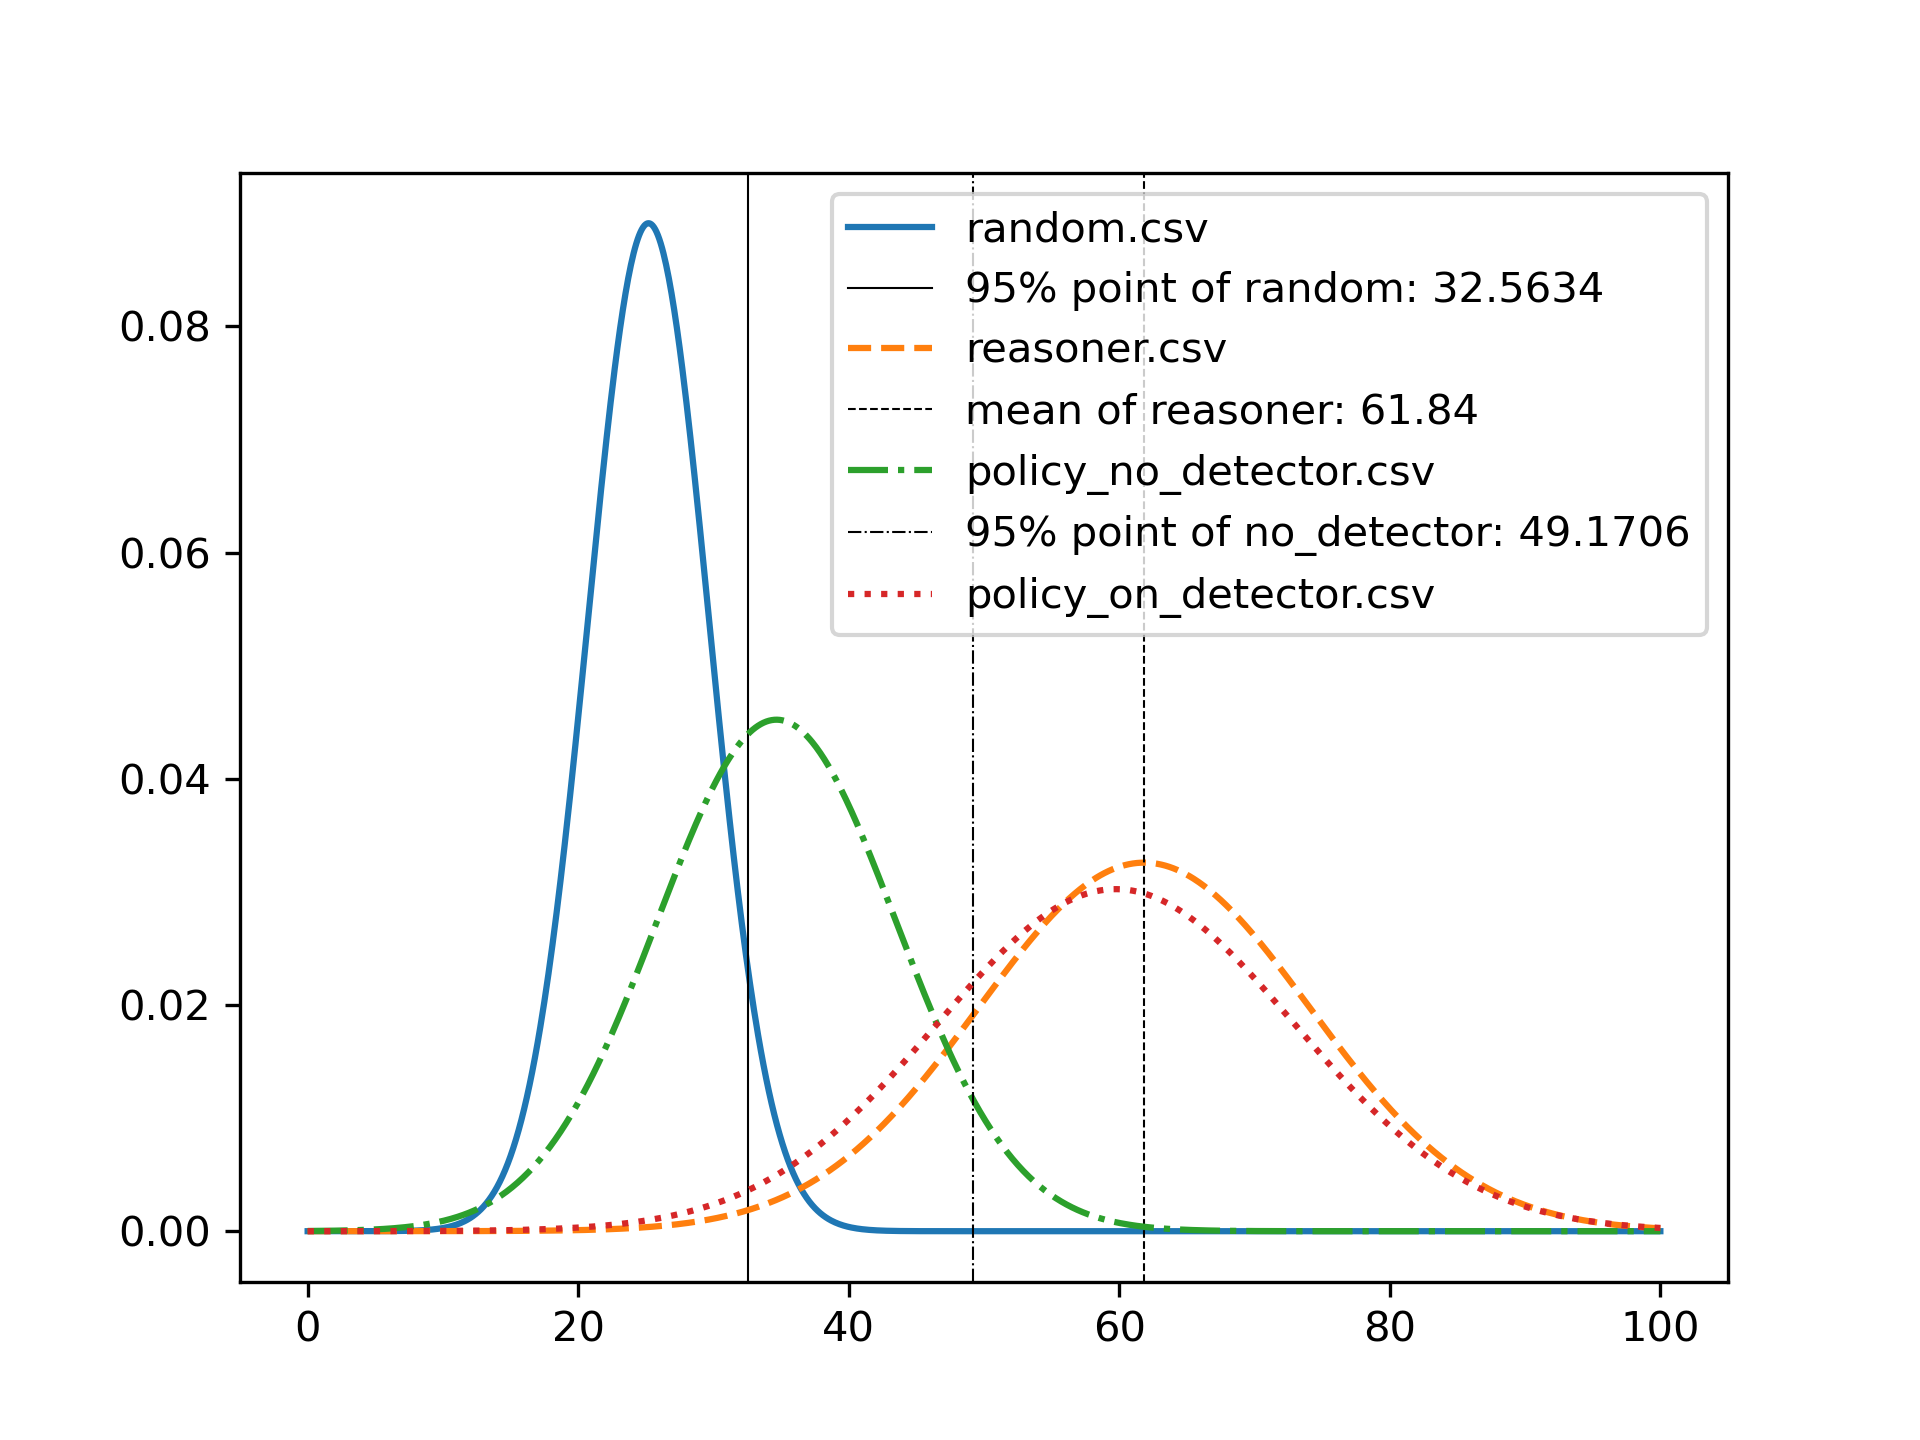 random.csv
95% point of random: 32.5634
reasoner.csv
mean of reasoner: 61.84
policy_no_detector.csv
95% point of no_detector: 49.1706
policy_on_detector.csv
0.08
0.06
0.04
0.02
0.00
0 20 40 60 80 100